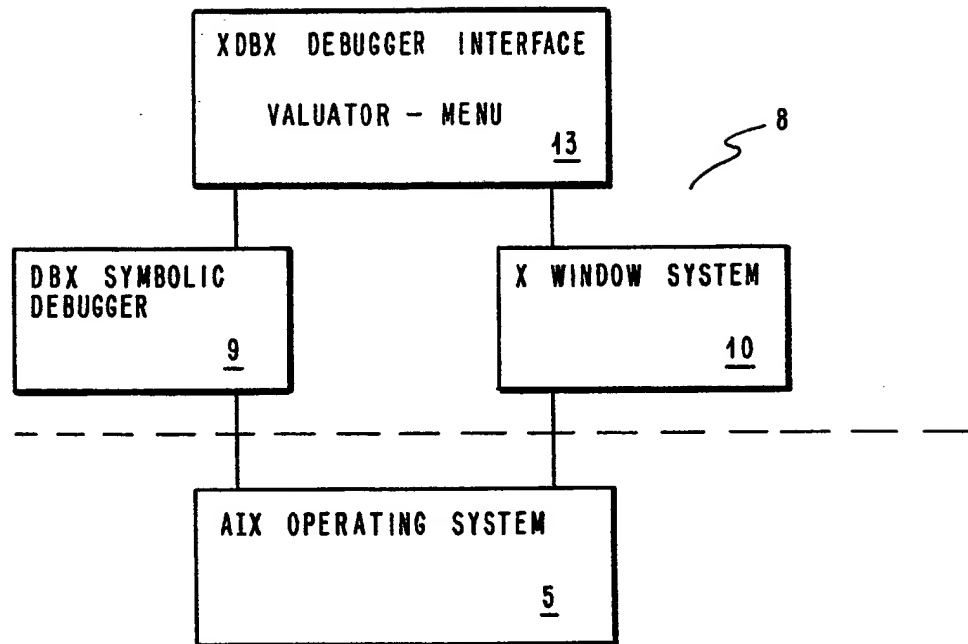 XDBX DEBUGGER INTERFACE
VALUATOR – MENU
13
8
DBX SYMBOLIC
DEBUGGER
9
X WINDOW SYSTEM
10
AIX OPERATING SYSTEM
5